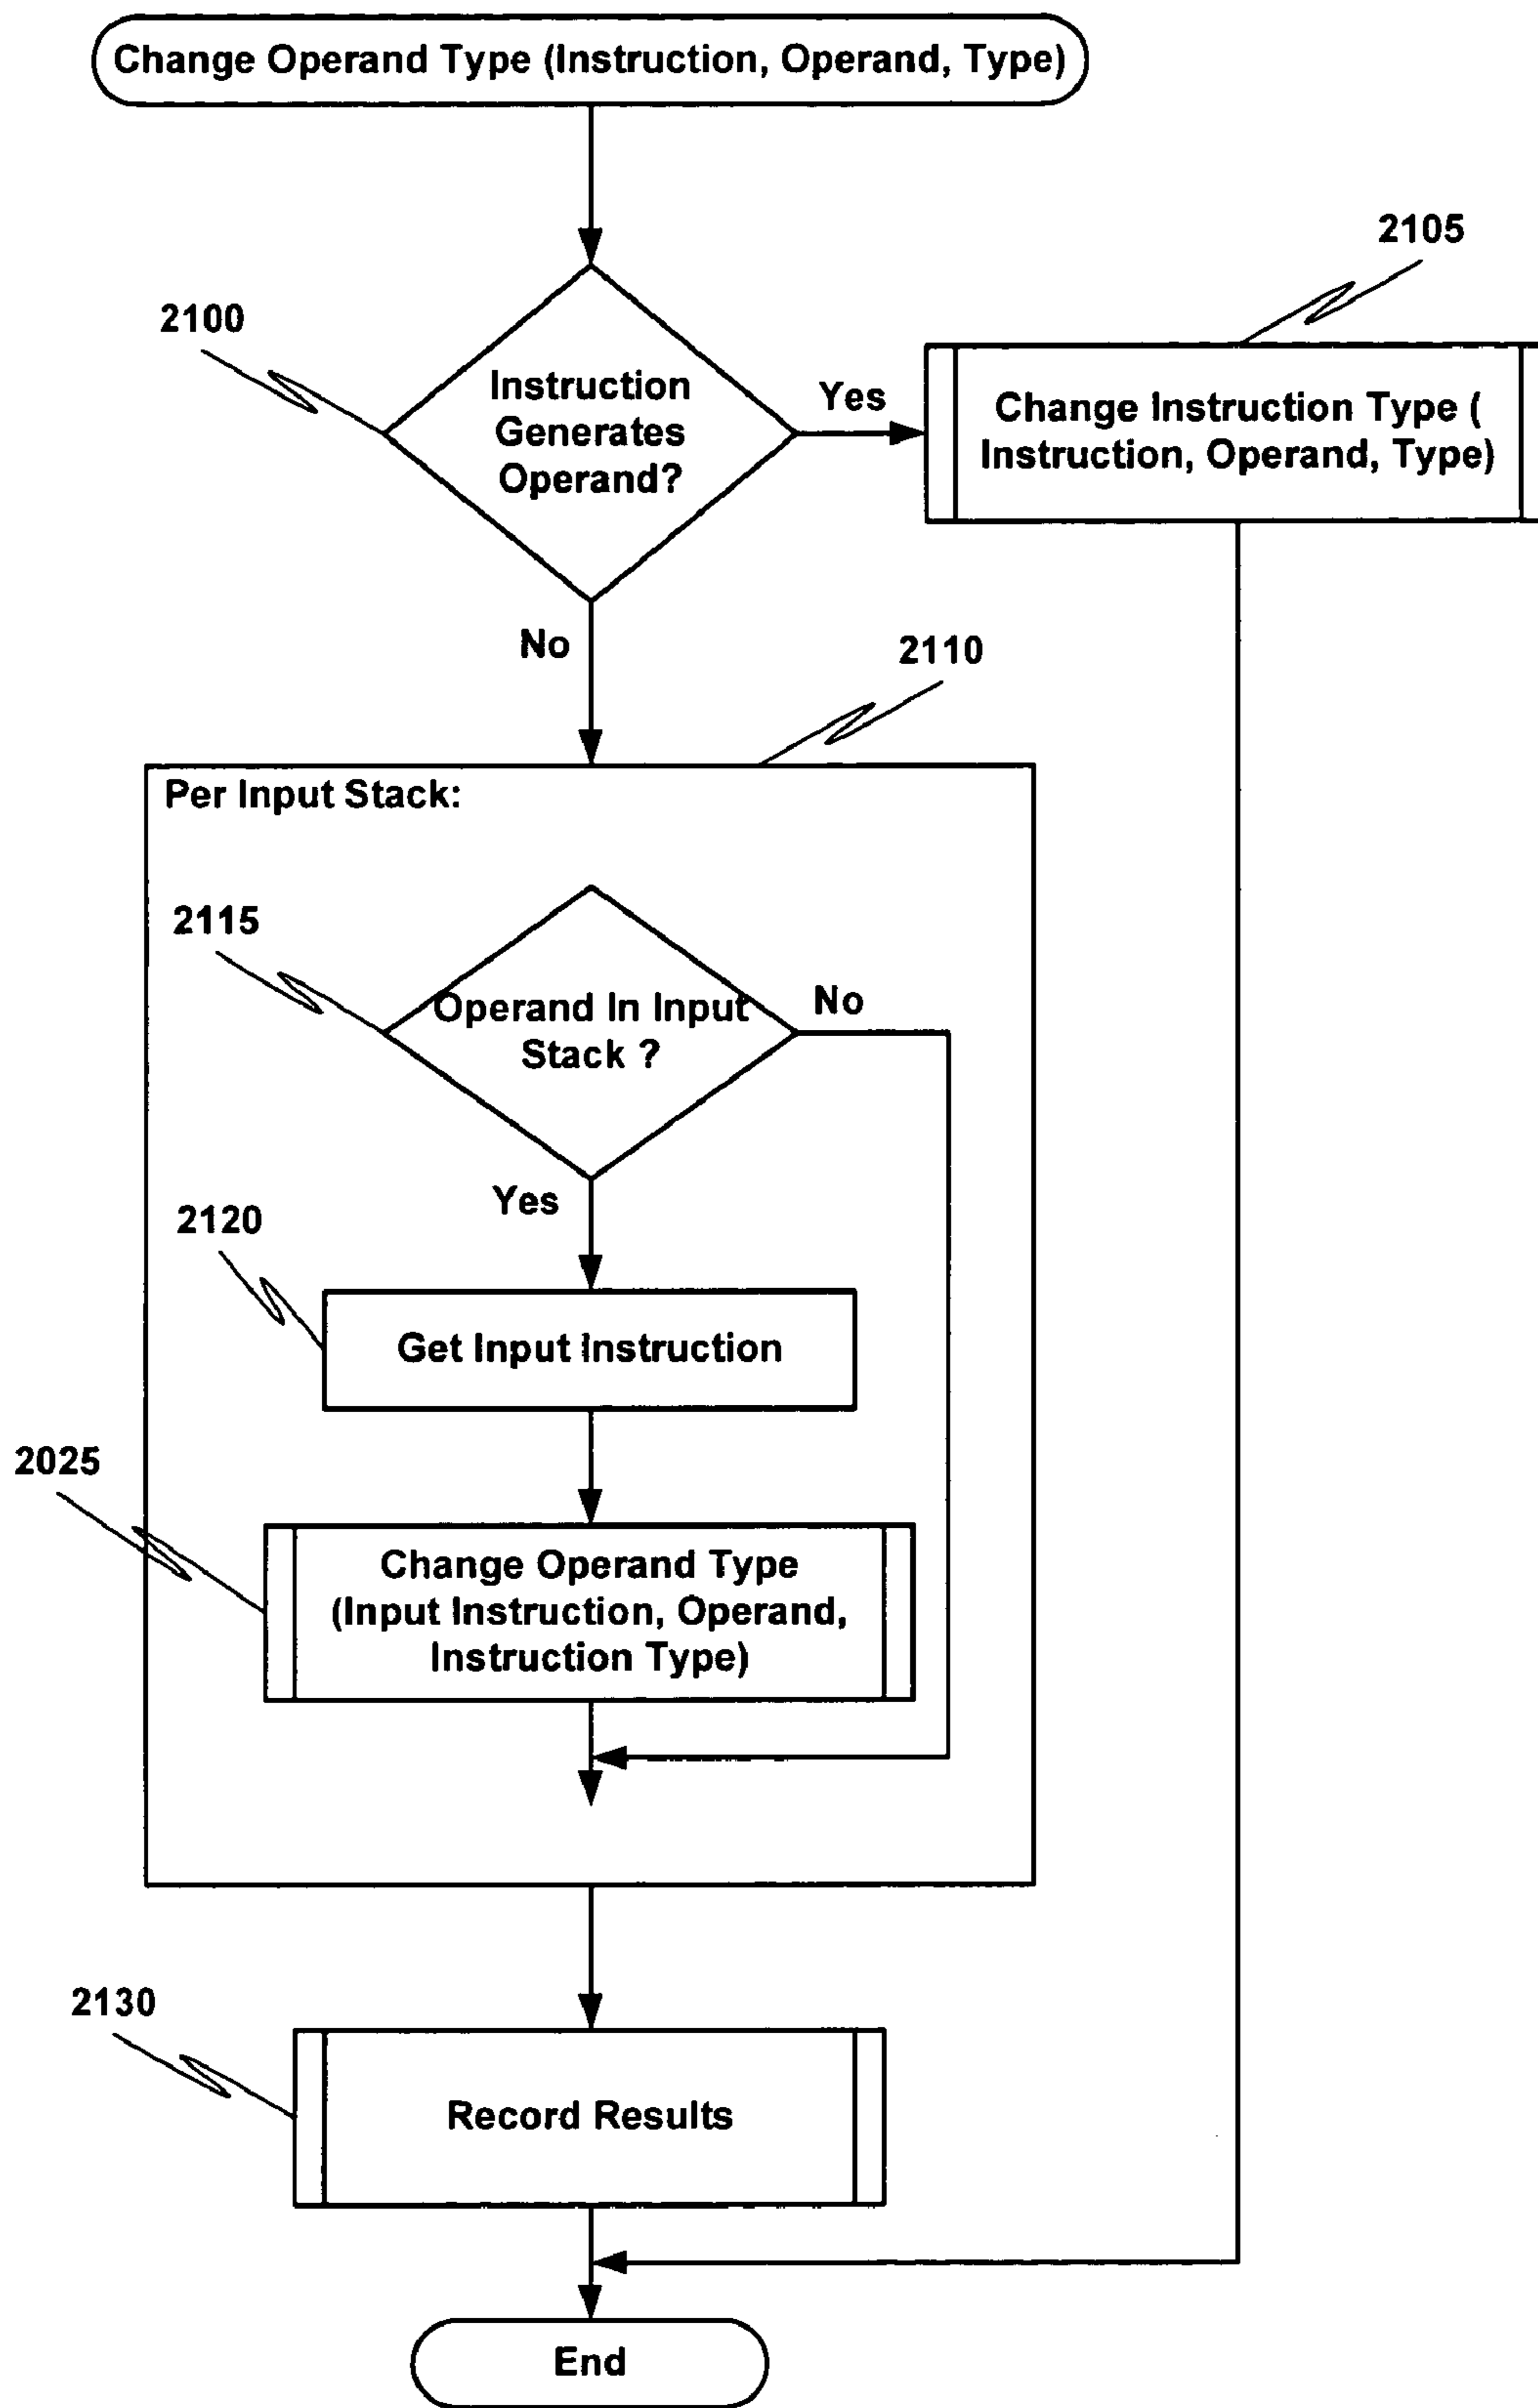 Change Operand Type (Instruction, Operand, Type)
2105
2100
Instruction
Generates
Operand?
Yes
Change Instruction Type (
Instruction, Operand, Type)
No
2110
Per Input Stack:
2115
Operand In Input
Stack ?
No
Yes
2120
Get Input Instruction
2025
Change Operand Type
(Input Instruction, Operand,
Instruction Type)
2130
Record Results
End